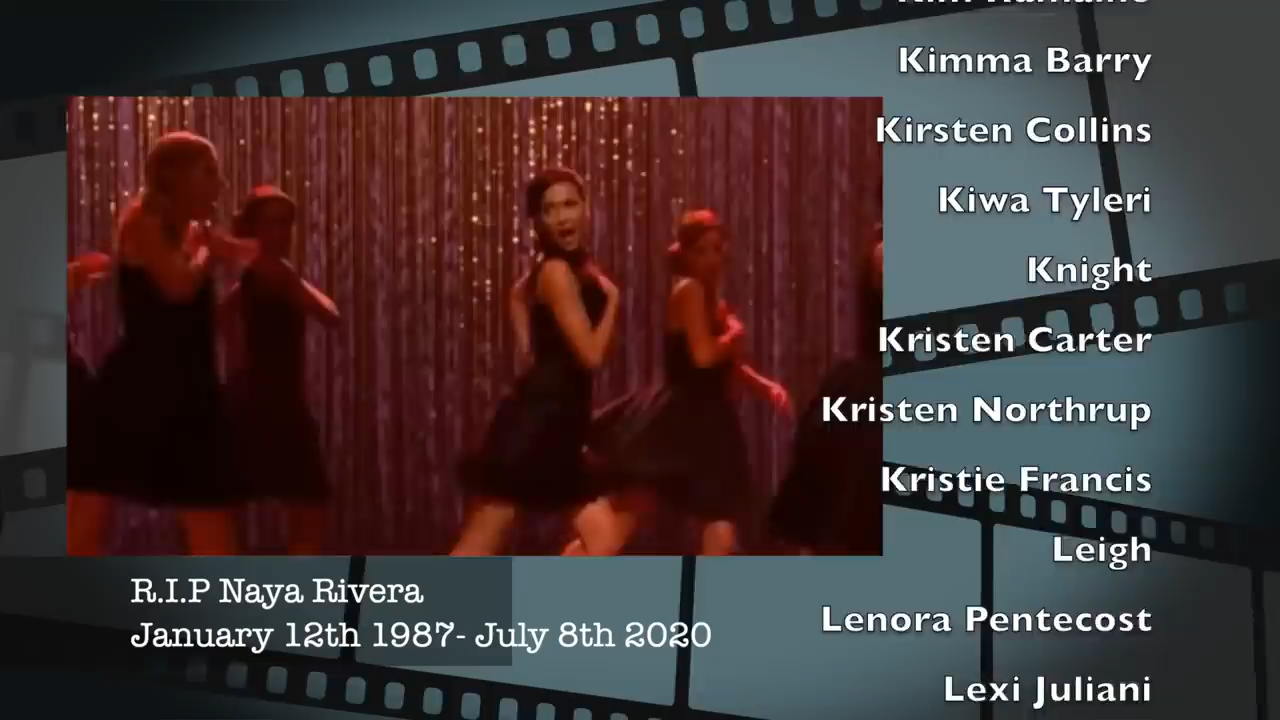 Kimma Barry
Kirsten Collins
Kiwa Tyleri
Knight
Kristen Carter
Kristen Northrup
Kristie Francis
Leigh
Lenora Pentecost
Lexi Juliani
R.I.P Naya Rivera
January 12th 1987- July 8th 2020